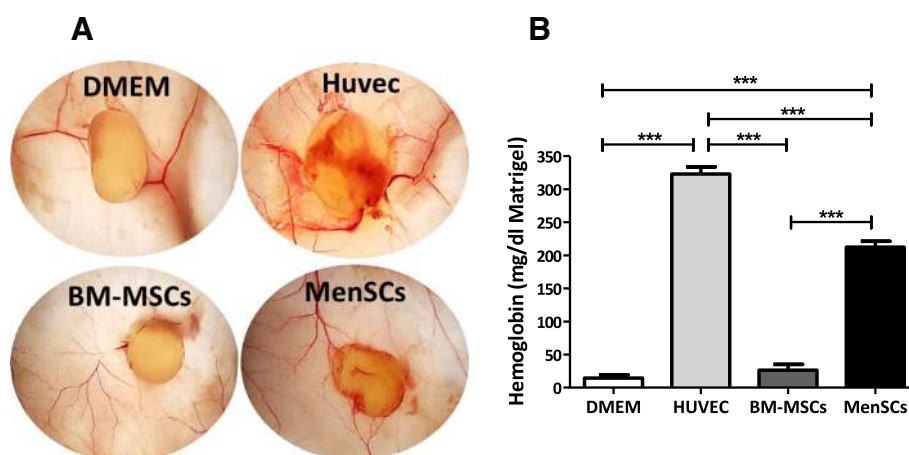 A
DMEM
Huvec
BM-MSCs
MenSCs
B
***
***
***
***
***
Hemoglobin (mg/dl Matrigel)
350
300
250
200
150
100
50
0
DMEM HUVEC BM-MSCs MenSCs